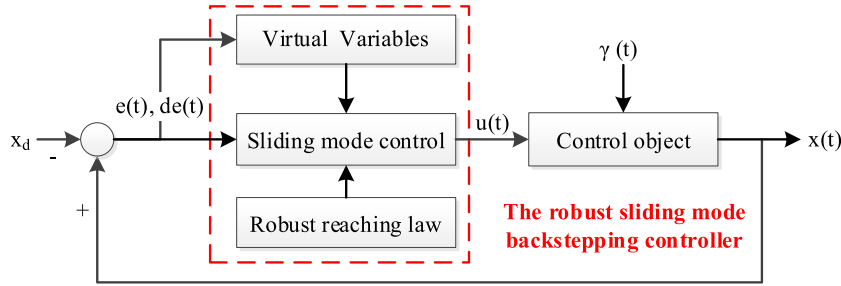 Virtual Variables
γ (t)
e(t), de(t)
x_d
-
Sliding mode control
u(t)
Control object
x(t)
+
Robust reaching law
The robust sliding mode
backstepping controller